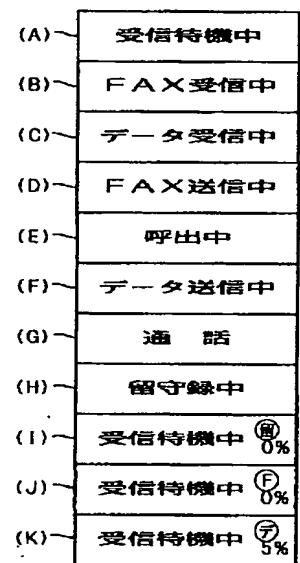 (A) 受信待機中
(B) FAX受信中
(C) データ受信中
(D) FAX送信中
(E) 呼出中
(F) データ送信中
(G) 通 話
(H) 留守録中
(I) 受信待機中 留 0%
(J) 受信待機中 F 0%
(K) 受信待機中 デ 5%